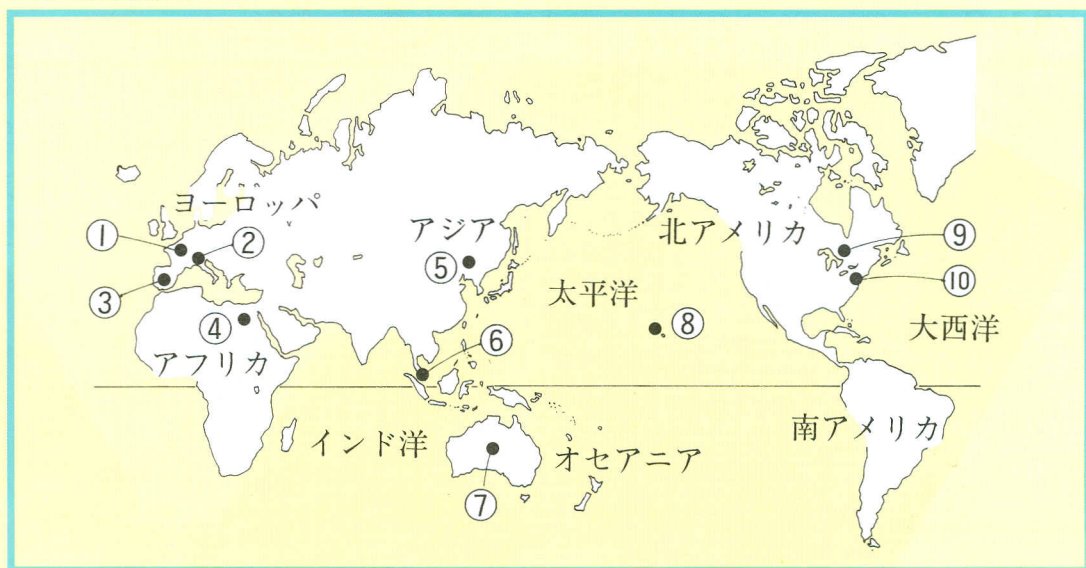 ヨーロッパ
①
②
アジア
北アメリカ
⑨
⑤
③
太平洋
⑩
④
⑧
大西洋
アフリカ
⑥
南アメリカ
インド洋
オセアニア
⑦